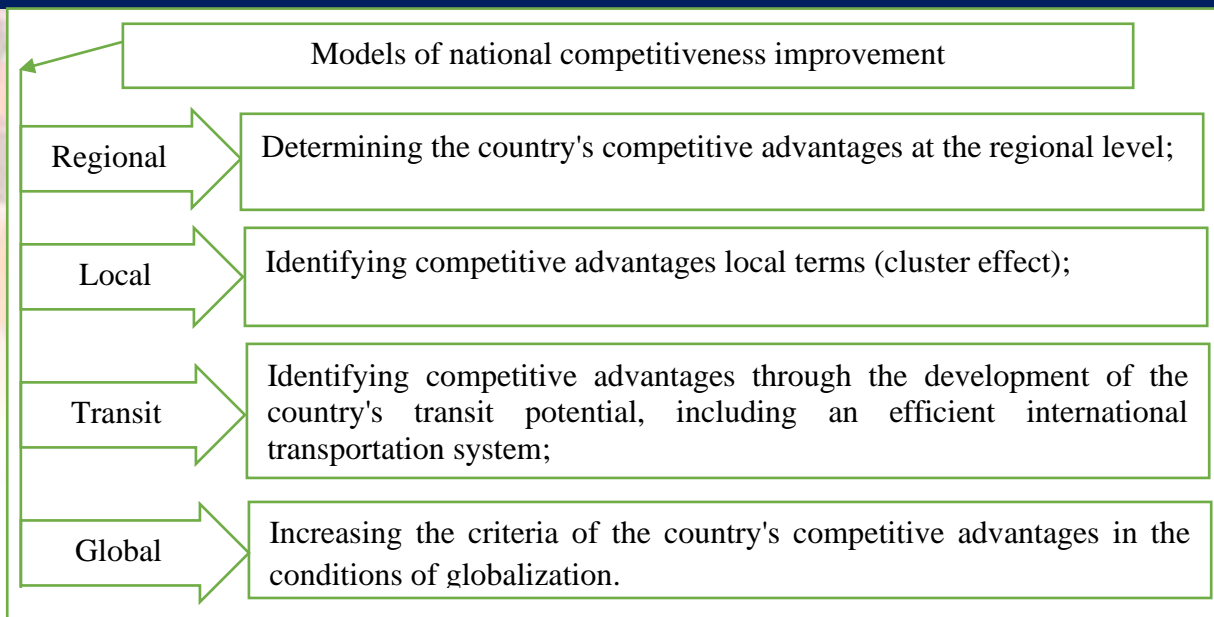 Models of national competitiveness improvement
Regional
Determining the country's competitive advantages at the regional level;
Local
Identifying competitive advantages local terms (cluster effect);
Transit
Identifying competitive advantages through the development of the
country's transit potential, including an efficient international
transportation system;
Global
Increasing the criteria of the country's competitive advantages in the
conditions of globalization.